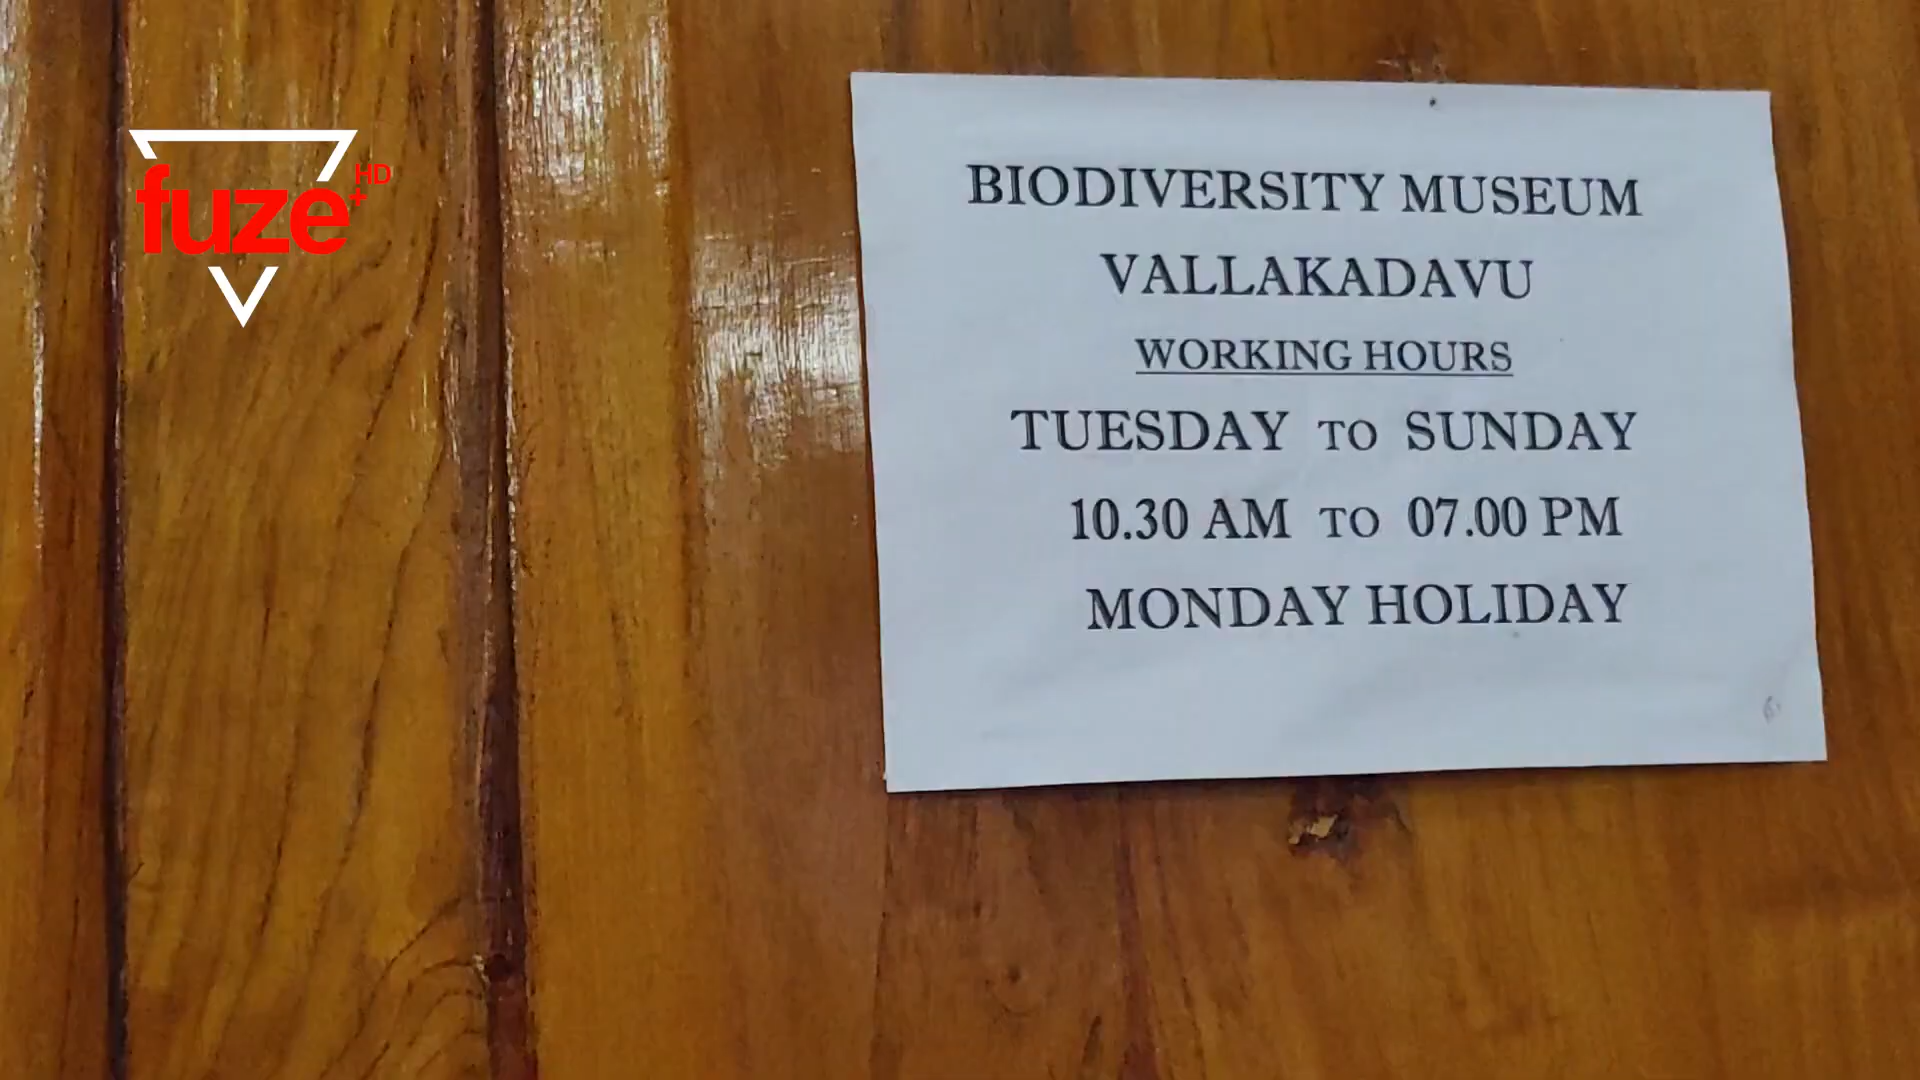 fuze+ HD
BIODIVERSITY MUSEUM
VALLAKADAVU
WORKING HOURS
TUESDAY TO SUNDAY
10.30 AM TO 07.00 PM
MONDAY HOLIDAY